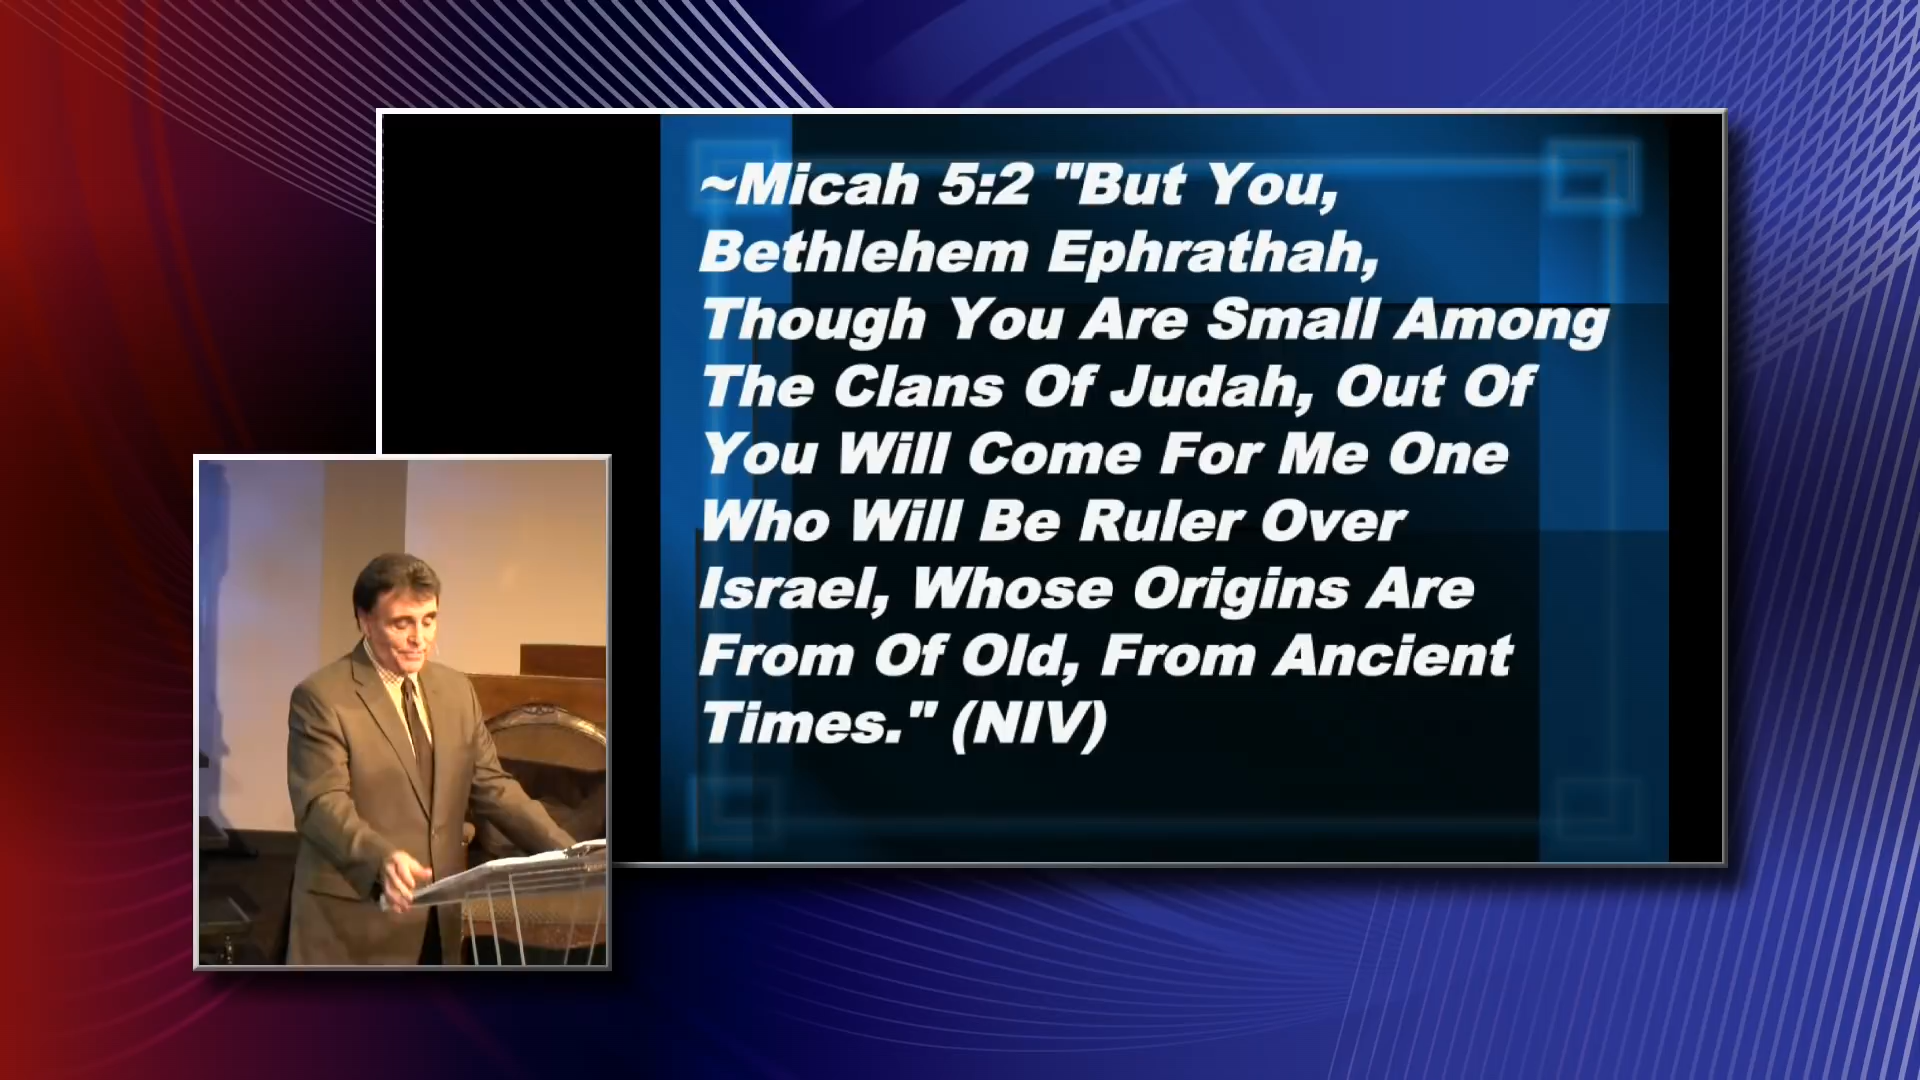 ~Micah 5:2 "But You,
Bethlehem Ephrathah,
Though You Are Small Among
The Clans Of Judah, Out Of
You Will Come For Me One
Who Will Be Ruler Over
Israel, Whose Origins Are
From Of Old, From Ancient
Times." (NIV)